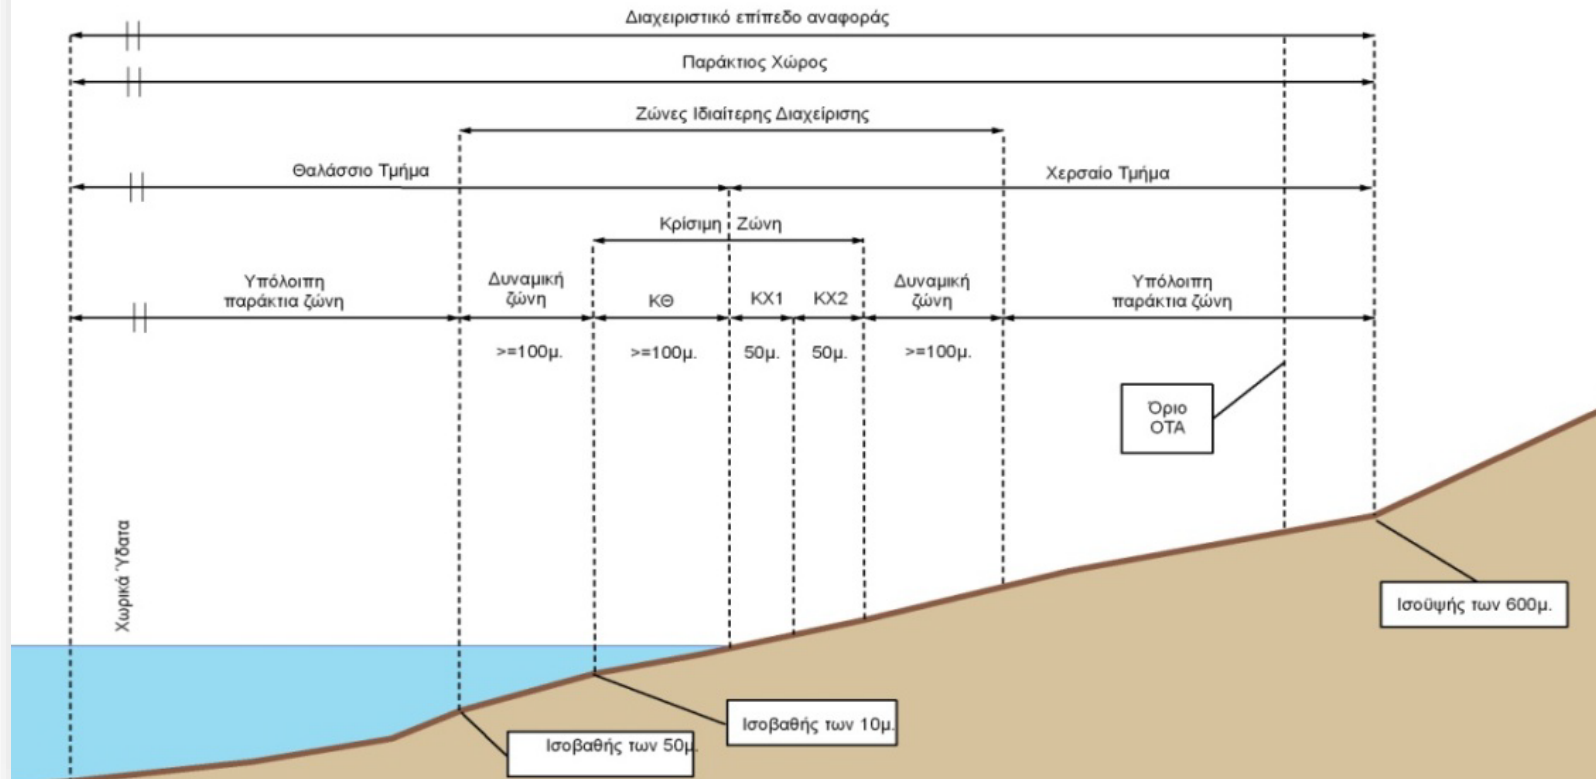 Διαχειριστικό επίπεδο αναφοράς
Παράκτιος Χώρος
Ζώνες Ιδιαίτερης Διαχείρισης
Θαλάσσιο Τμήμα
Χερσαίο Τμήμα
Κρίσιμη Ζώνη
Υπόλοιπη
παράκτια ζώνη
Δυναμική
ζώνη
ΚΘ
ΚΧ1
ΚΧ2
Δυναμική
ζώνη
Υπόλοιπη
παράκτια ζώνη
>=100μ.
>=100μ.
50μ.
50μ.
>=100μ.
Όριο
ΟΤΑ
Χωρικά Ύδατα
Ισοϋψής των 600μ.
Ισοβαθής των 10μ.
Ισοβαθής των 50μ.